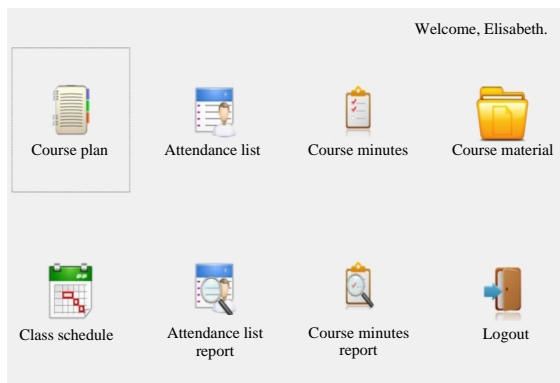 Welcome, Elisabeth.
Course plan
Attendance list
Course minutes
Course material
Class schedule
Attendance list
report
Course minutes
report
Logout